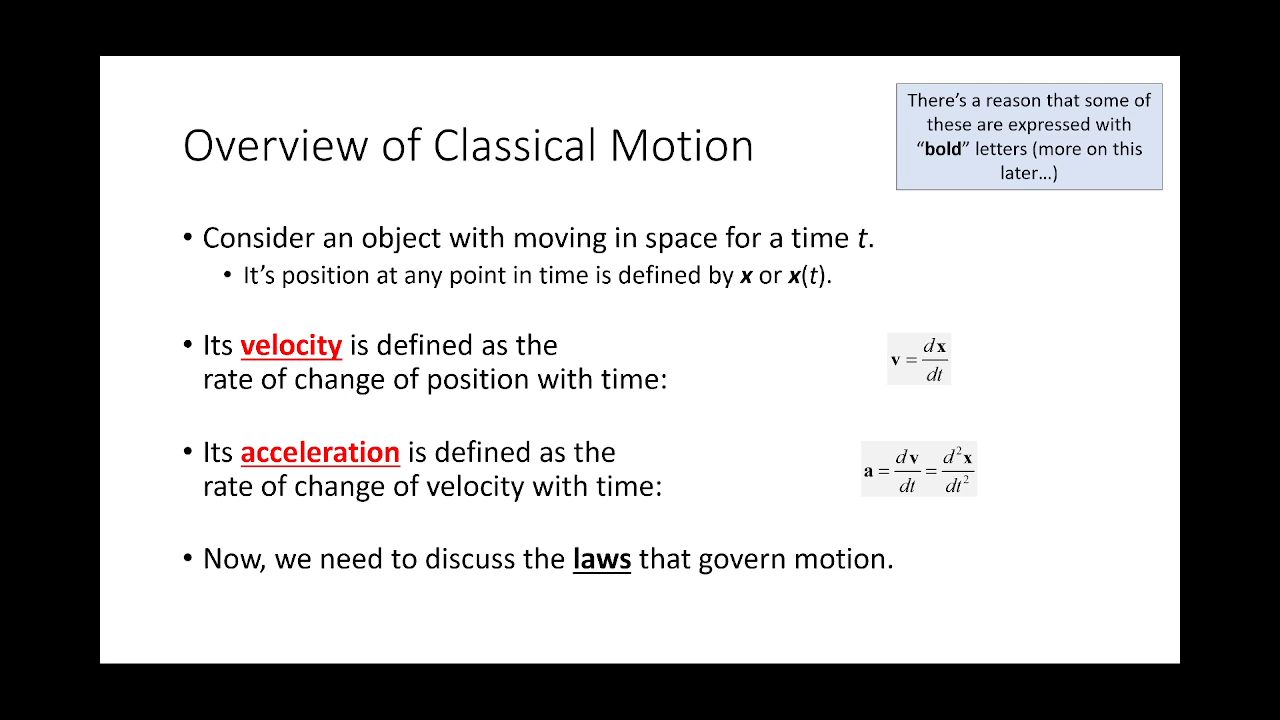 Overview of Classical Motion
There's a reason that some of
these are expressed with
“bold” letters (more on this
later…)
• Consider an object with moving in space for a time t.
• It's position at any point in time is defined by x or x(t).
• Its velocity is defined as the
rate of change of position with time:
v = dx/dt
• Its acceleration is defined as the
rate of change of velocity with time:
a = dv/dt = d²x/dt²
• Now, we need to discuss the laws that govern motion.